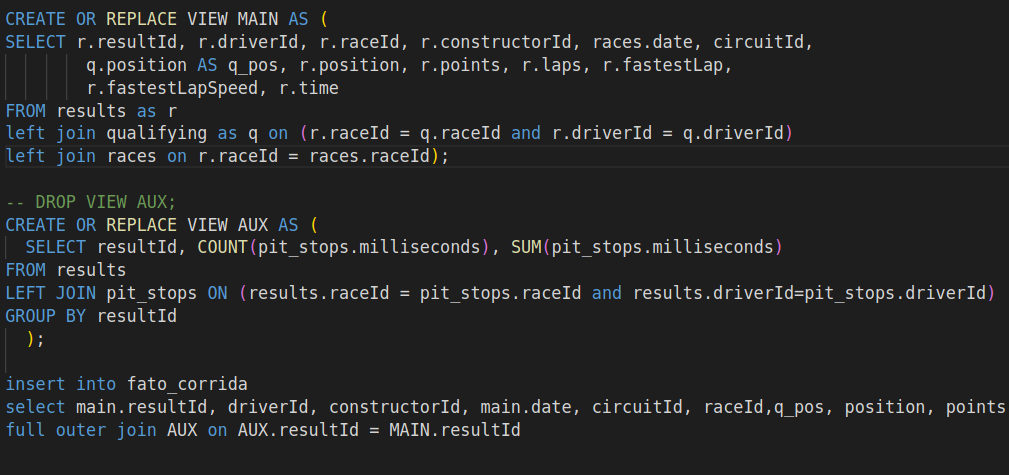 CREATE OR REPLACE VIEW MAIN AS (
SELECT r.resultId, r.driverId, r.raceId, r.constructorId, races.date, circuitId,
q.position AS q_pos, r.position, r.points, r.laps, r.fastestLap,
r.fastestLapSpeed, r.time
FROM results as r
left join qualifying as q on (r.raceId = q.raceId and r.driverId = q.driverId)
left join races on r.raceId = races.raceId);
-- DROP VIEW AUX;
CREATE OR REPLACE VIEW AUX AS (
SELECT resultId, COUNT(pit_stops.milliseconds), SUM(pit_stops.milliseconds)
FROM results
LEFT JOIN pit_stops ON (results.raceId = pit_stops.raceId and results.driverId=pit_stops.driverId)
GROUP BY resultId
);
insert into fato_corrida
select main.resultId, driverId, constructorId, main.date, circuitId, raceId,q_pos, position, points
full outer join AUX on AUX.resultId = MAIN.resultId